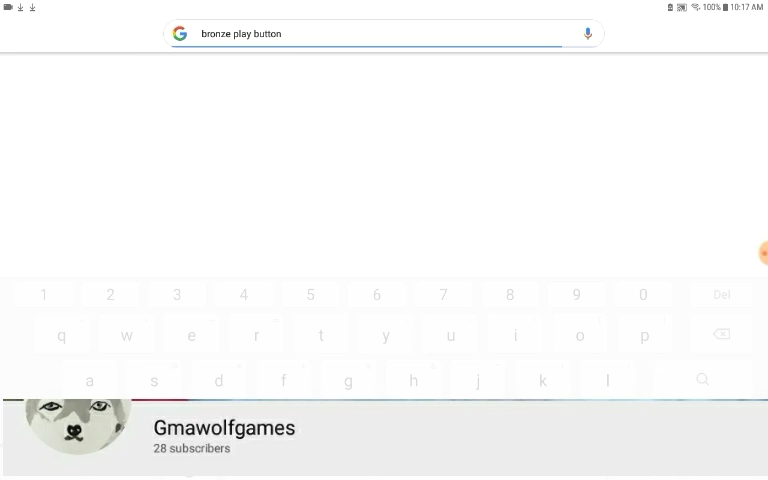 100% 10:17 AM
bronze play button
1 2 3 4 5 6 7 8 9 0 Del
q w e r t y u i o p
a s d f g h j k l
Gmawolfgames
28 subscribers